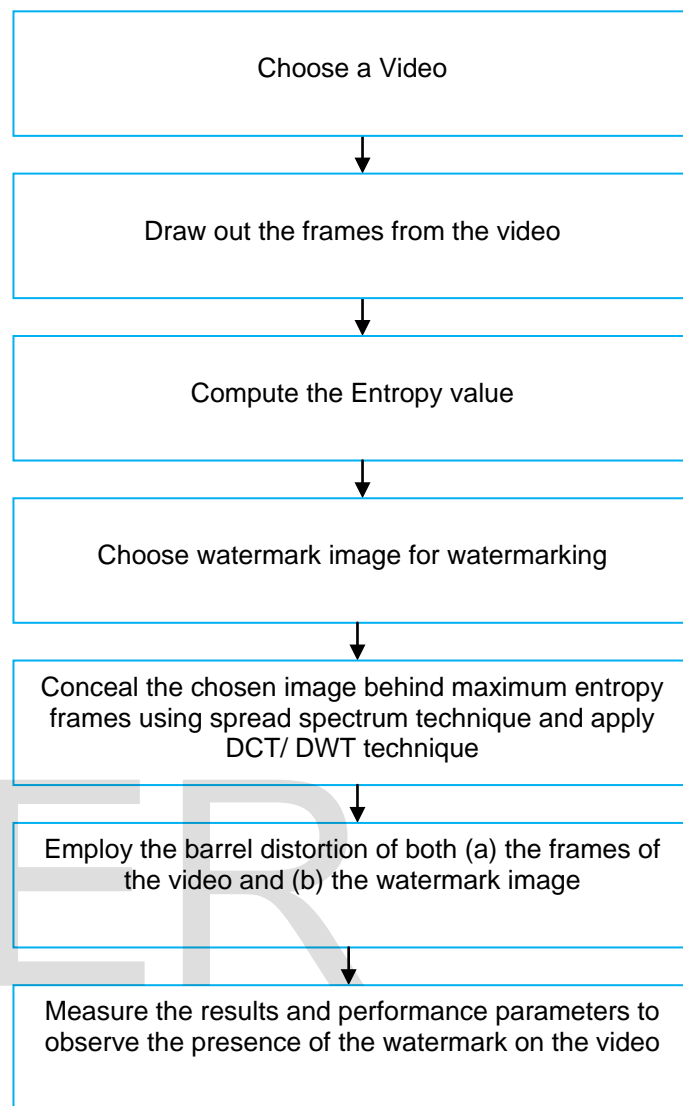 Choose a Video
Draw out the frames from the video
Compute the Entropy value
Choose watermark image for watermarking
Conceal the chosen image behind maximum entropy
frames using spread spectrum technique and apply
DCT/ DWT technique
Employ the barrel distortion of both (a) the frames of
the video and (b) the watermark image
ER
Measure the results and performance parameters to
observe the presence of the watermark on the video